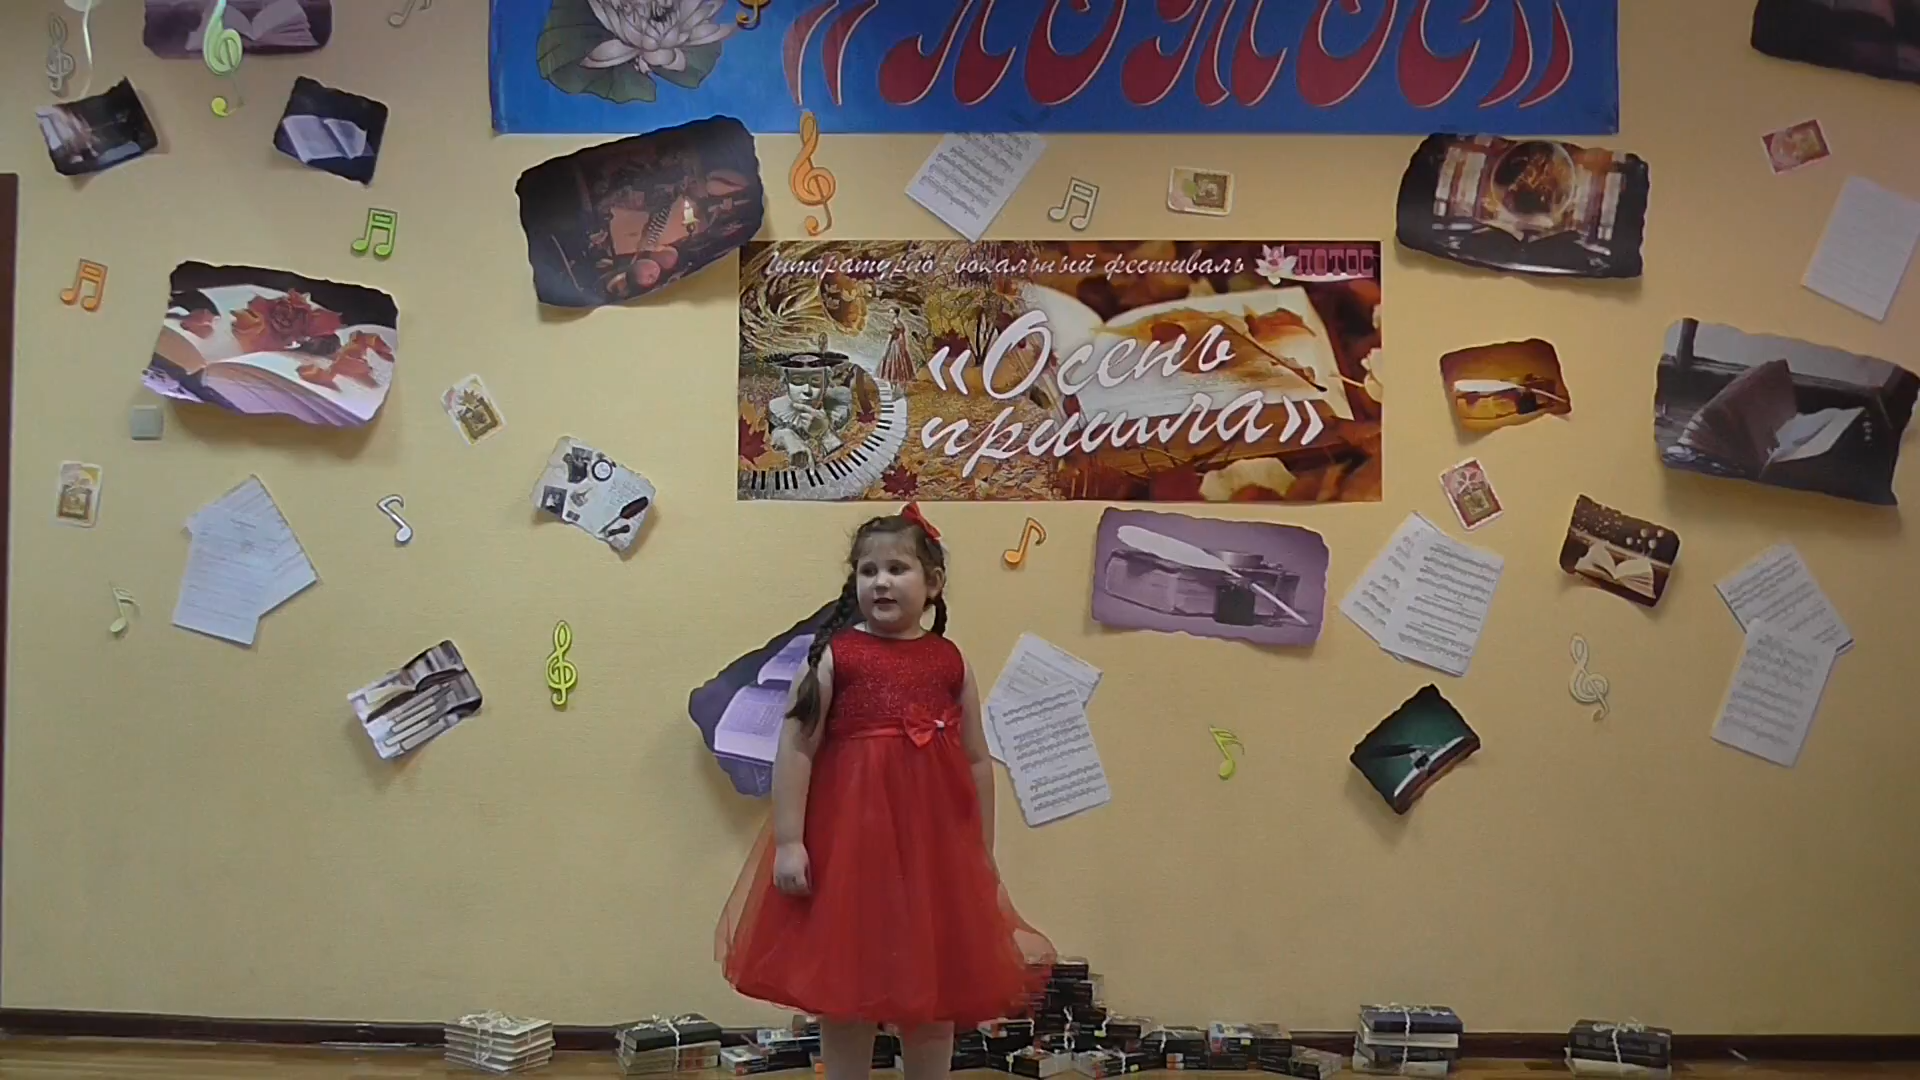 «ЛОТОС»
Литературно-вокальный фестиваль ЛОТОС
«Осень
пришла»